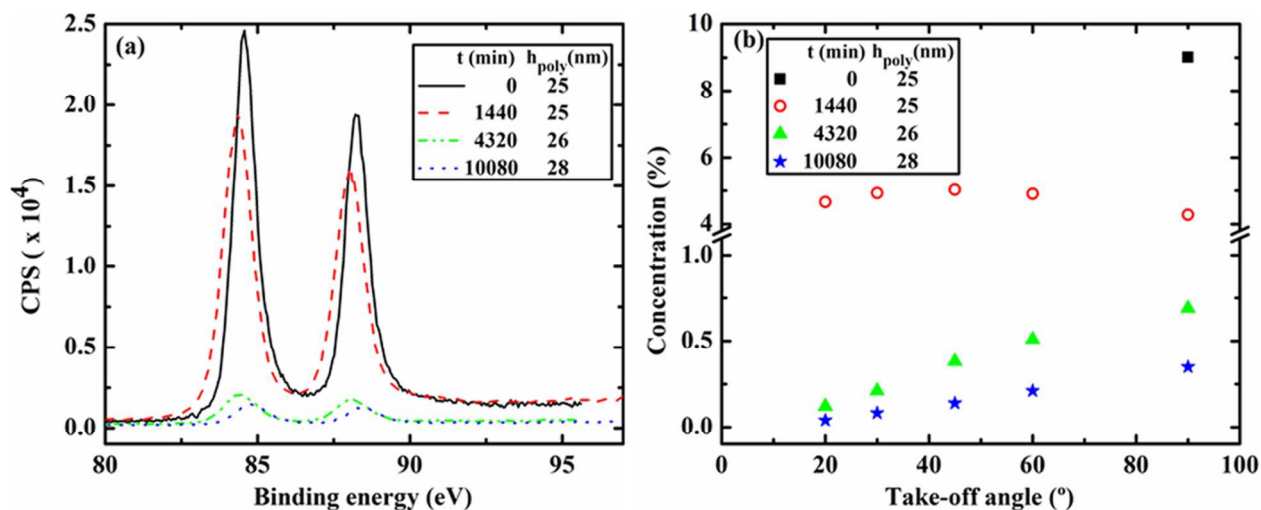 (a)
t (min) h_poly(nm)
0 25
1440 25
4320 26
10080 28
2.5
2.0
1.5
1.0
0.5
0.0
CPS ( x 10^4)
80 85 90 95
Binding energy (eV)
(b)
t (min) h_poly(nm)
0 25
1440 25
4320 26
10080 28
10
9
8
7
6
5
4
1.0
0.5
0.0
Concentration (%)
0 20 40 60 80 100
Take-off angle (º)